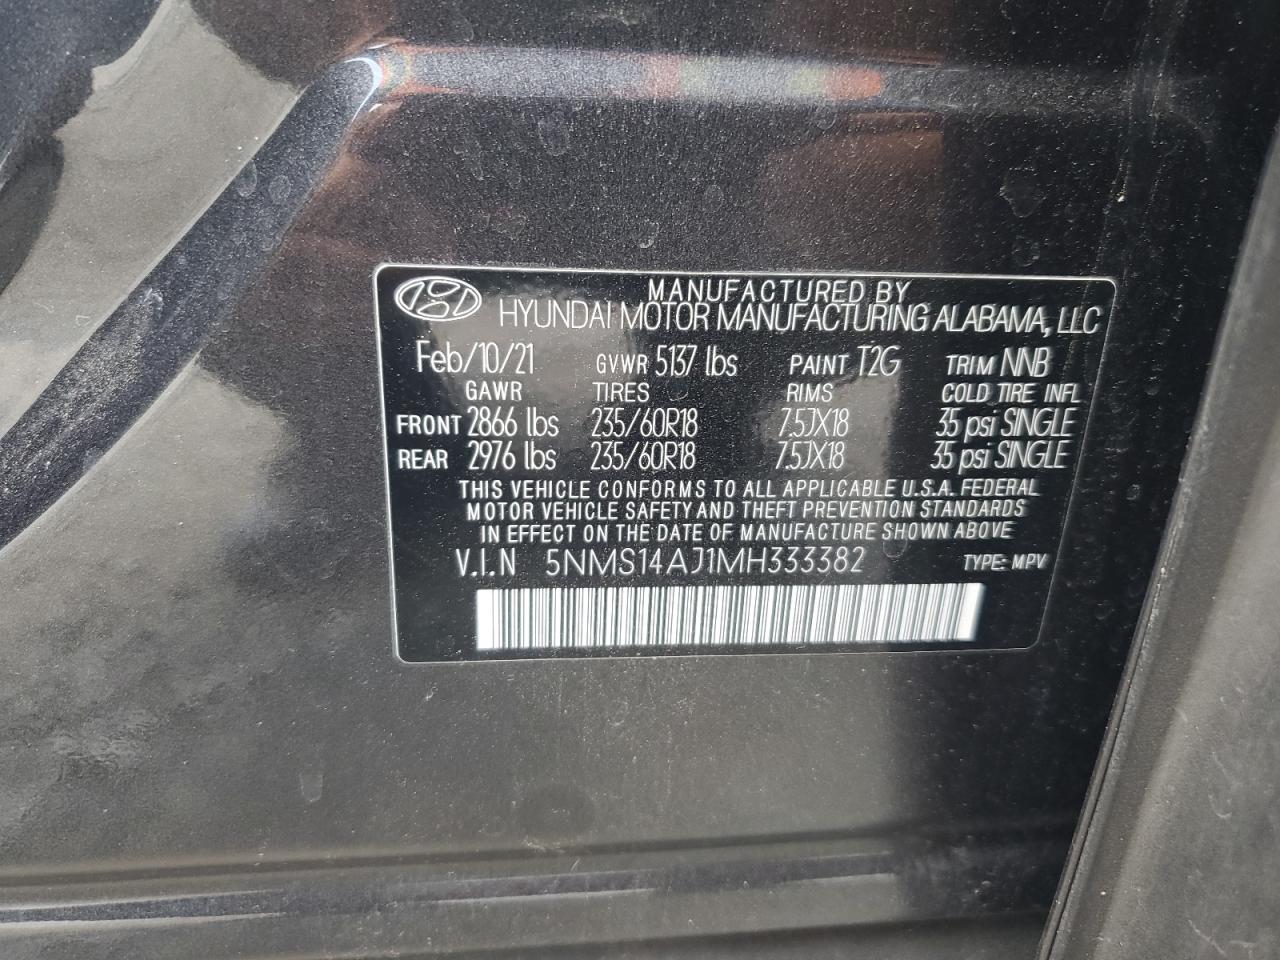 MANUFACTURED BY
HYUNDAI MOTOR MANUFACTURING ALABAMA, LLC
Feb/10/21 GVWR 5137 lbs PAINT T2G TRIM NNB
GAWR TIRES RIMS COLD TIRE INFL
FRONT 2866 lbs 235/60R18 7.5JX18 35 psi SINGLE
REAR 2976 lbs 235/60R18 7.5JX18 35 psi SINGLE
THIS VEHICLE CONFORMS TO ALL APPLICABLE U.S.A. FEDERAL
MOTOR VEHICLE SAFETY AND THEFT PREVENTION STANDARDS
IN EFFECT ON THE DATE OF MANUFACTURE SHOWN ABOVE
V.I.N 5NMS14AJ1MH333382 TYPE: MPV